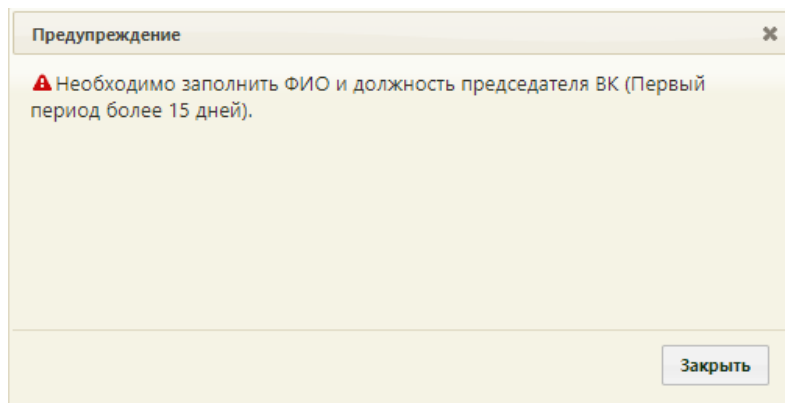 Предупреждение
Необходимо заполнить ФИО и должность председателя ВК (Первый
период более 15 дней).
Закрыть